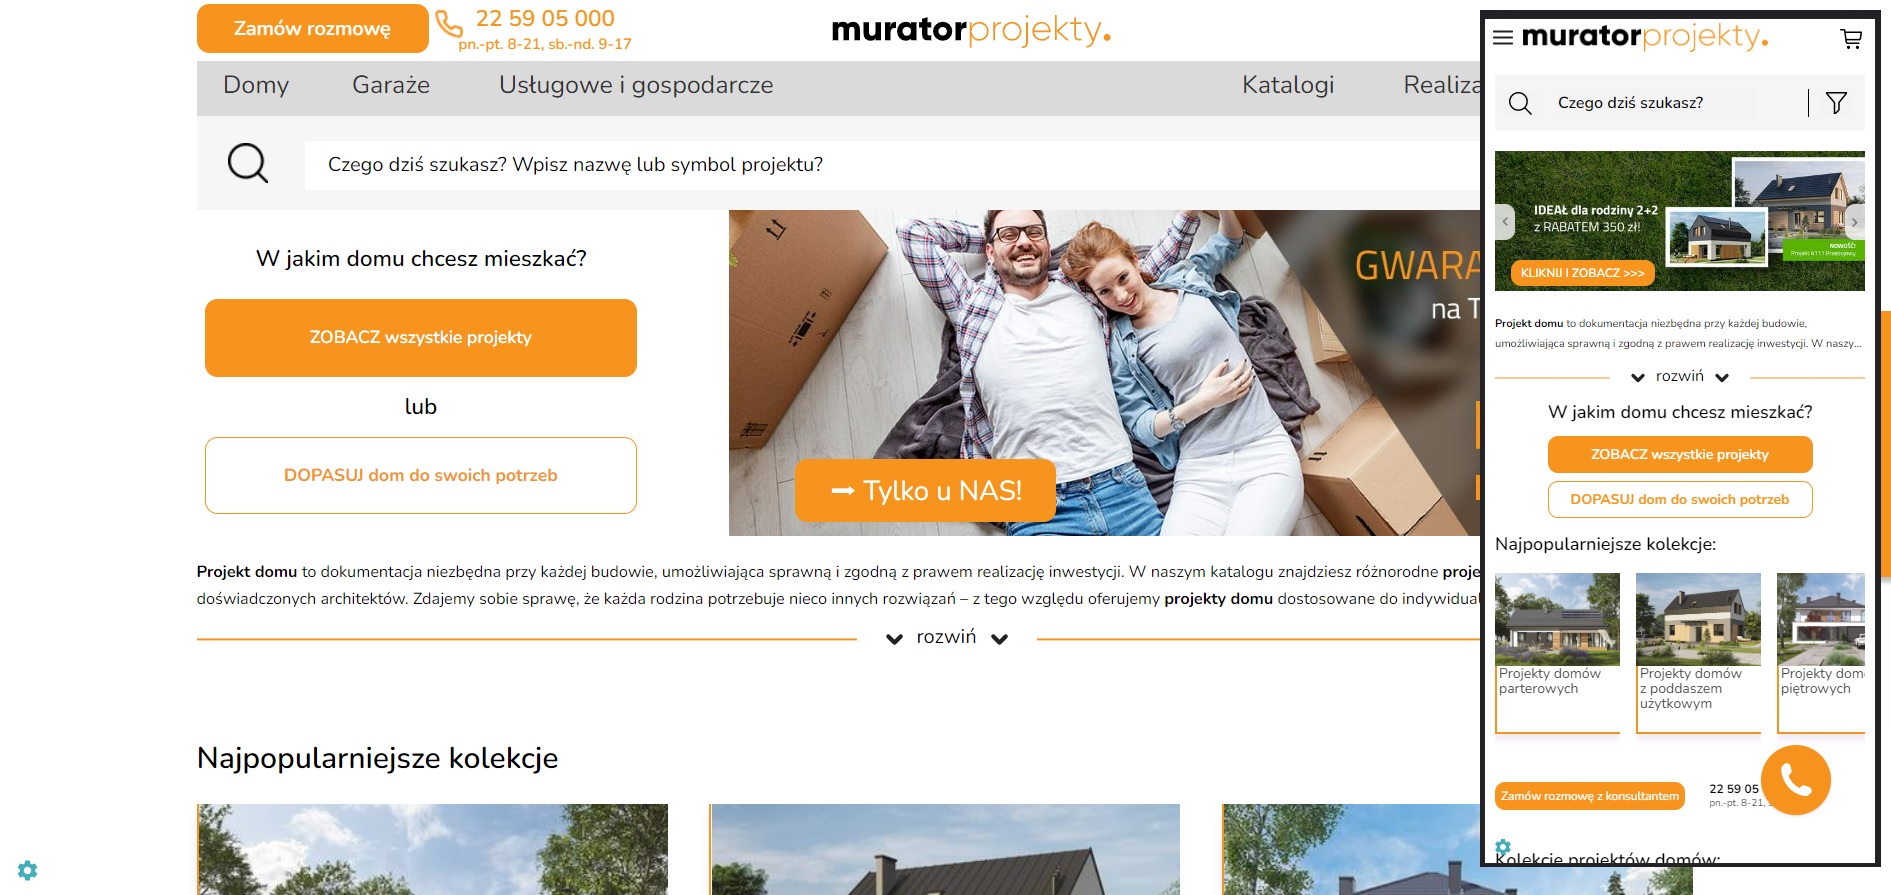 Zamów rozmowę
22 59 05 000
pn.-pt. 8-21, sb.-nd. 9-17
muratorprojekty.
Domy Garaże Usługowe i gospodarcze Katalogi Realiza
Czego dziś szukasz? Wpisz nazwę lub symbol projektu?
W jakim domu chcesz mieszkać?
ZOBACZ wszystkie projekty
lub
DOPASUJ dom do swoich potrzeb
GWARA
na T
Tylko u NAS!
Projekt domu to dokumentacja niezbędna przy każdej budowie, umożliwiająca sprawną i zgodną z prawem realizację inwestycji. W naszym katalogu znajdziesz różnorodne proje
doświadczonych architektów. Zdajemy sobie sprawę, że każda rodzina potrzebuje nieco innych rozwiązań – z tego względu oferujemy projekty domu dostosowane do indywidual
rozwiń
Najpopularniejsze kolekcje
muratorprojekty.
Czego dziś szukasz?
IDEAŁ dla rodziny 2+2
z RABATEM 350 zł!
KLIKNIJ I ZOBACZ >>>
NOWOŚĆ!
Projekt A111 Przebojowy
Projekt domu to dokumentacja niezbędna przy każdej budowie,
umożliwiająca sprawną i zgodną z prawem realizację inwestycji. W naszy...
rozwiń
W jakim domu chcesz mieszkać?
ZOBACZ wszystkie projekty
DOPASUJ dom do swoich potrzeb
Najpopularniejsze kolekcje:
Projekty domów
parterowych
Projekty domów
z poddaszem
użytkowym
Projekty dom
piętrowych
Zamów rozmowę z konsultantem
22 59 05
pn.-pt. 8-21,
Kolekcje projektów domów: